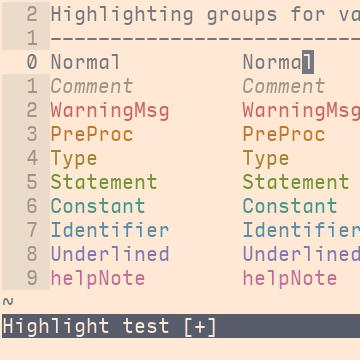 2 Highlighting groups for va
1 --------------------------
0 Normal Normal
1 Comment Comment
2 WarningMsg WarningMsg
3 PreProc PreProc
4 Type Type
5 Statement Statement
6 Constant Constant
7 Identifier Identifier
8 Underlined Underlined
9 helpNote helpNote
~
Highlight test [+]